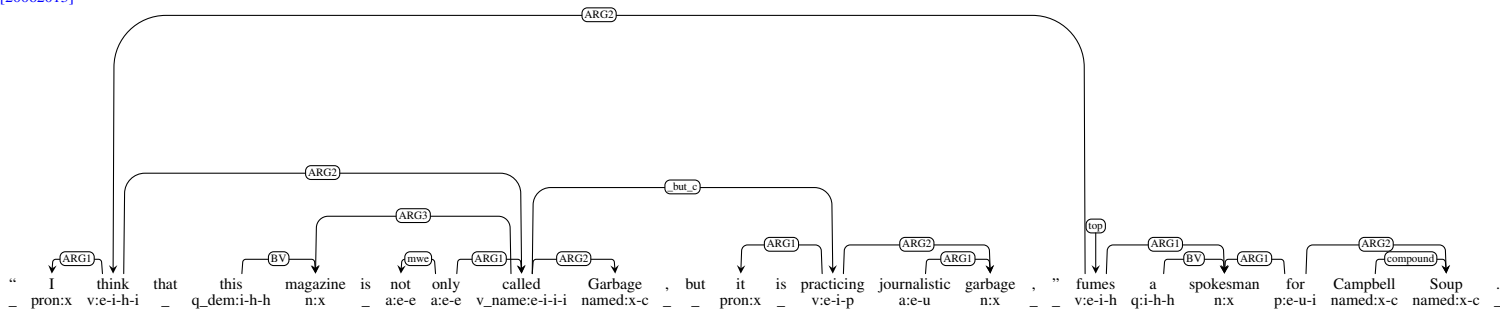 [20062013]
ARG2
ARG2
_but_c
ARG3
top
ARG1 ARG2 ARG1 ARG2
ARG1 BV mwe ARG1 ARG2 ARG1 BV ARG1 compound
“ I think that this magazine is not only called Garbage , but it is practicing journalistic garbage , ” fumes a spokesman for Campbell Soup .
_ pron:x v:e-i-h-i _ q_dem:i-h-h n:x _ a:e-e a:e-e v_name:e-i-i-i named:x-c _ _ pron:x _ v:e-i-p a:e-u n:x _ _ v:e-i-h q:i-h-h n:x p:e-u-i named:x-c named:x-c _